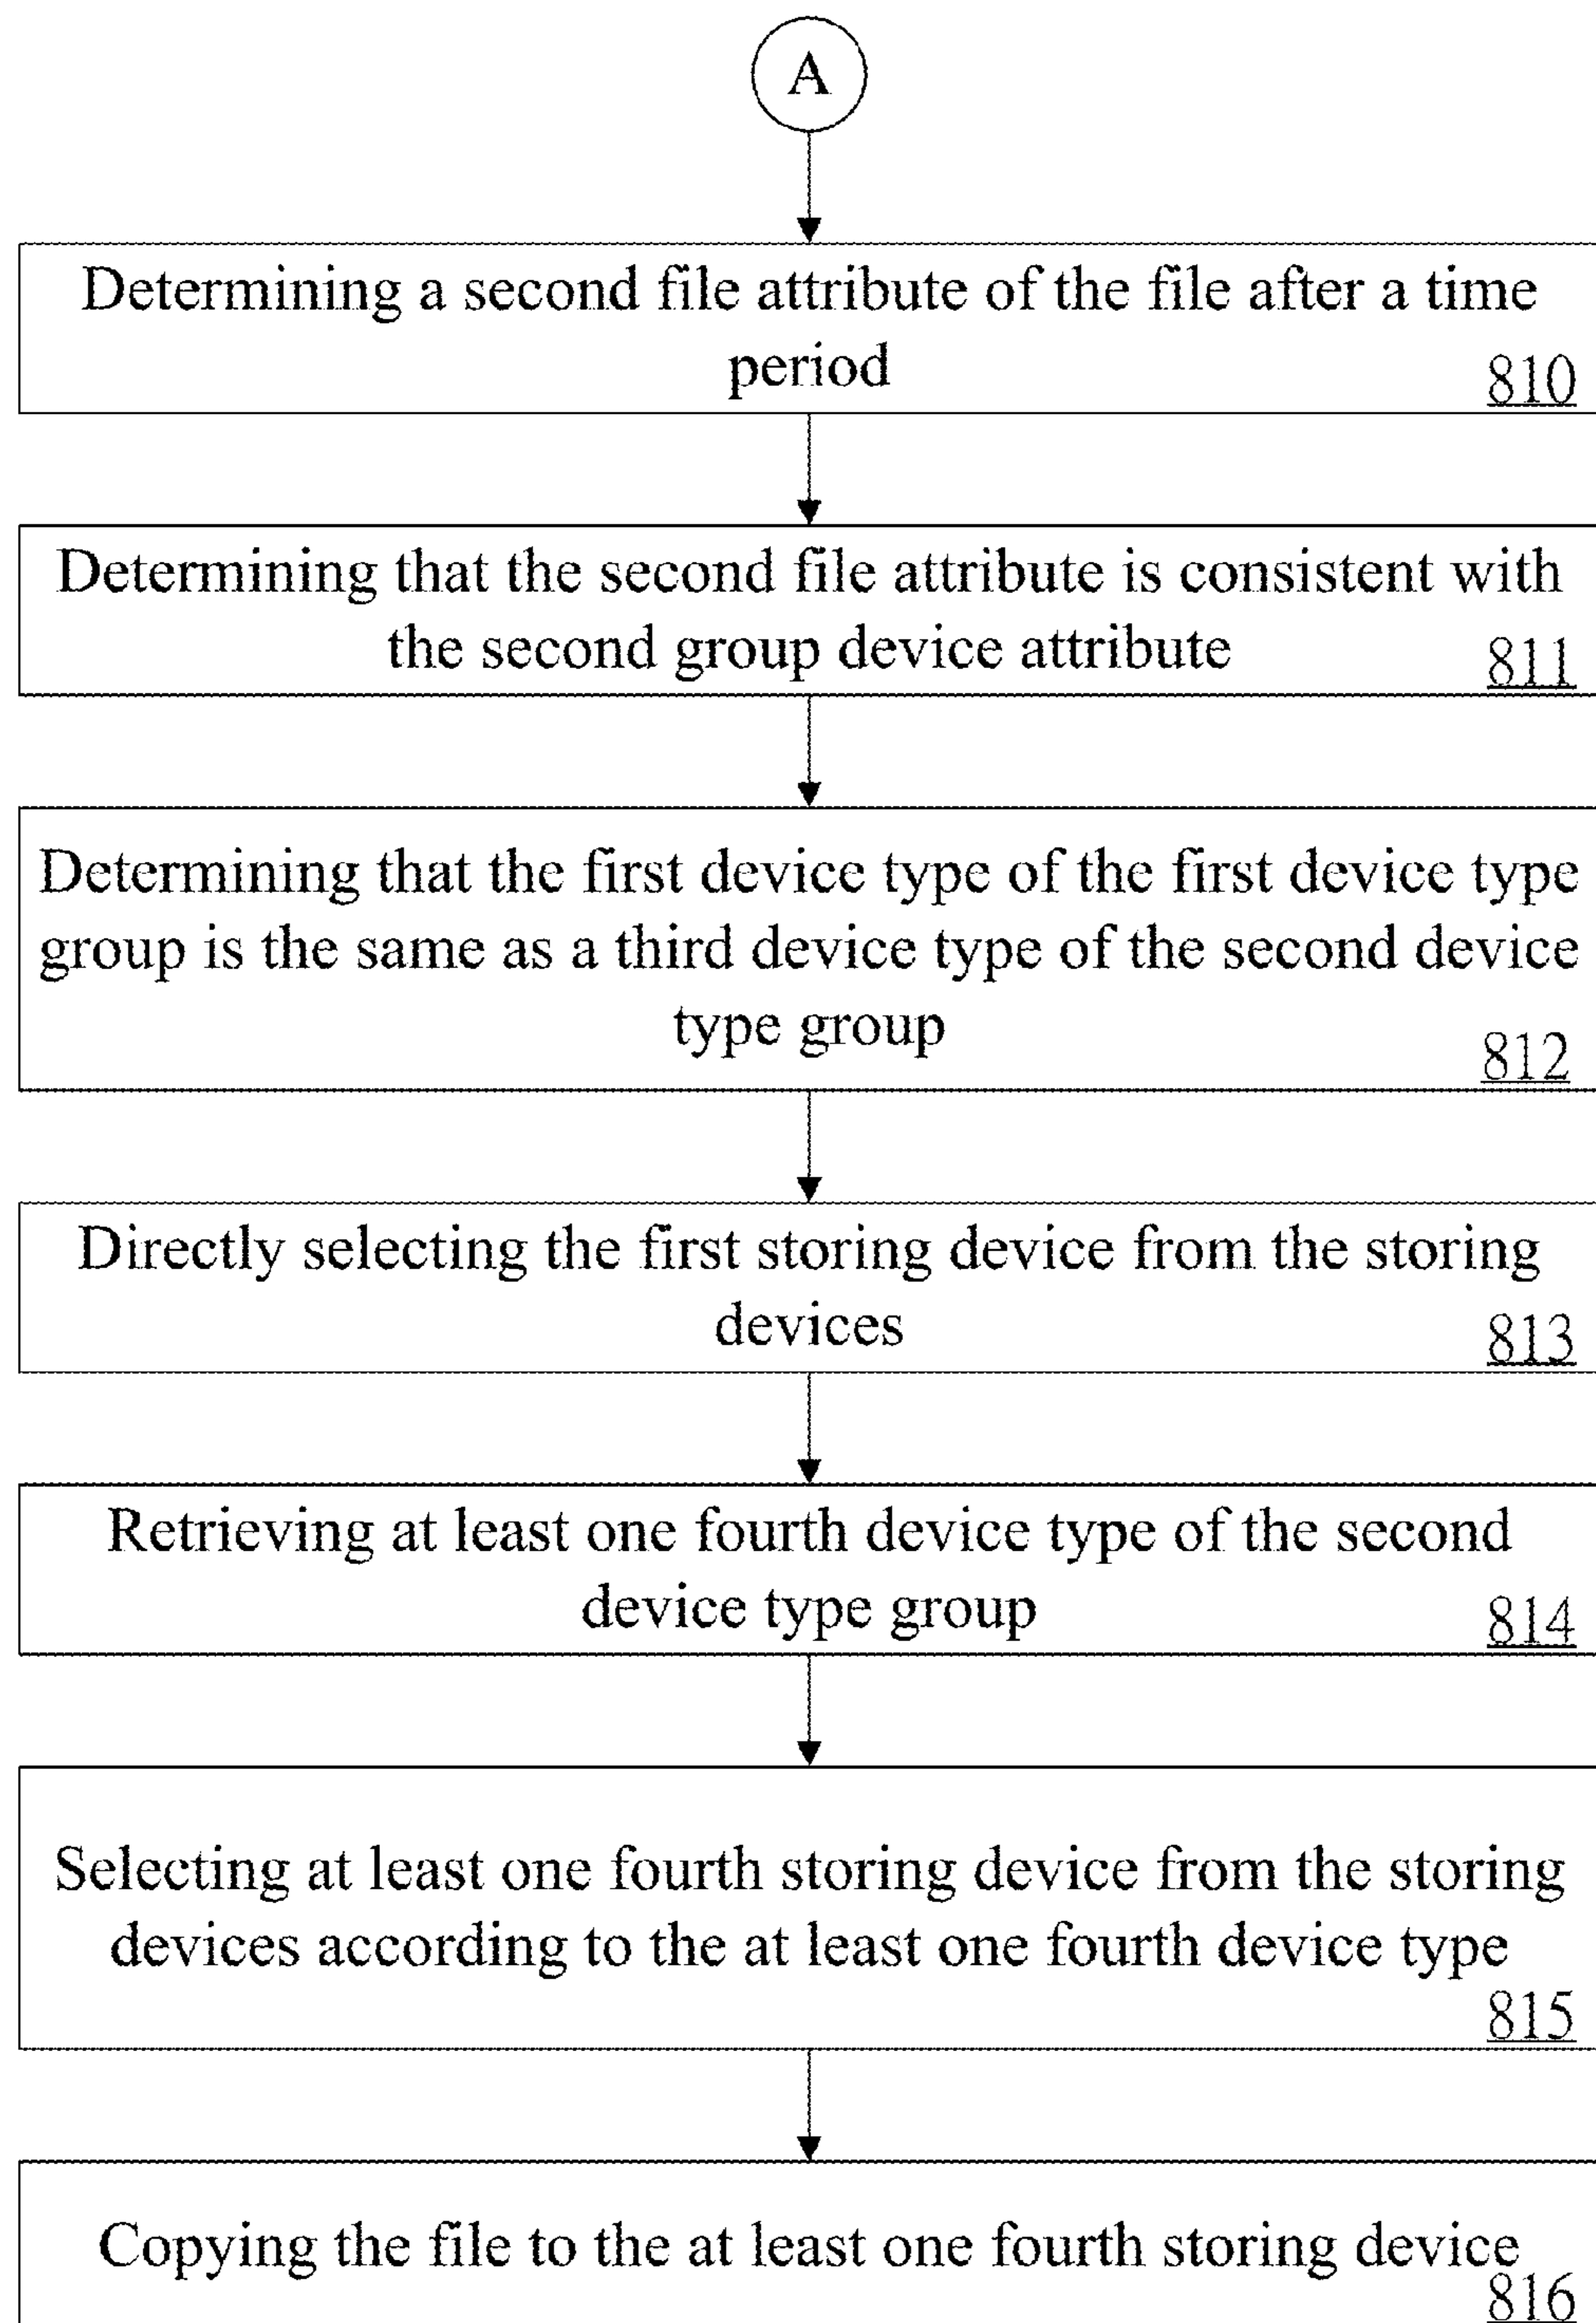 A
Determining a second file attribute of the file after a time
period
810
Determining that the second file attribute is consistent with
the second group device attribute
811
Determining that the first device type of the first device type
group is the same as a third device type of the second device
type group
812
Directly selecting the first storing device from the storing
devices
813
Retrieving at least one fourth device type of the second
device type group
814
Selecting at least one fourth storing device from the storing
devices according to the at least one fourth device type
815
Copying the file to the at least one fourth storing device
816